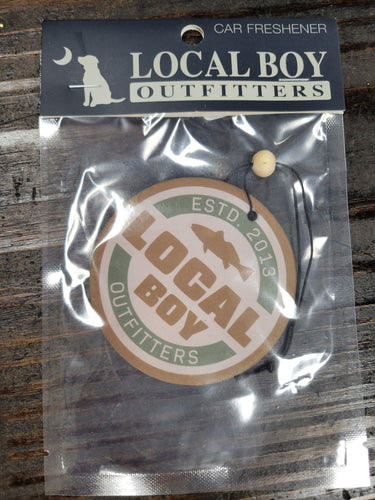 CAR FRESHENER
LOCAL BOY
OUTFITTERS
ESTD. 2013
LOCAL
BOY
OUTFITTERS